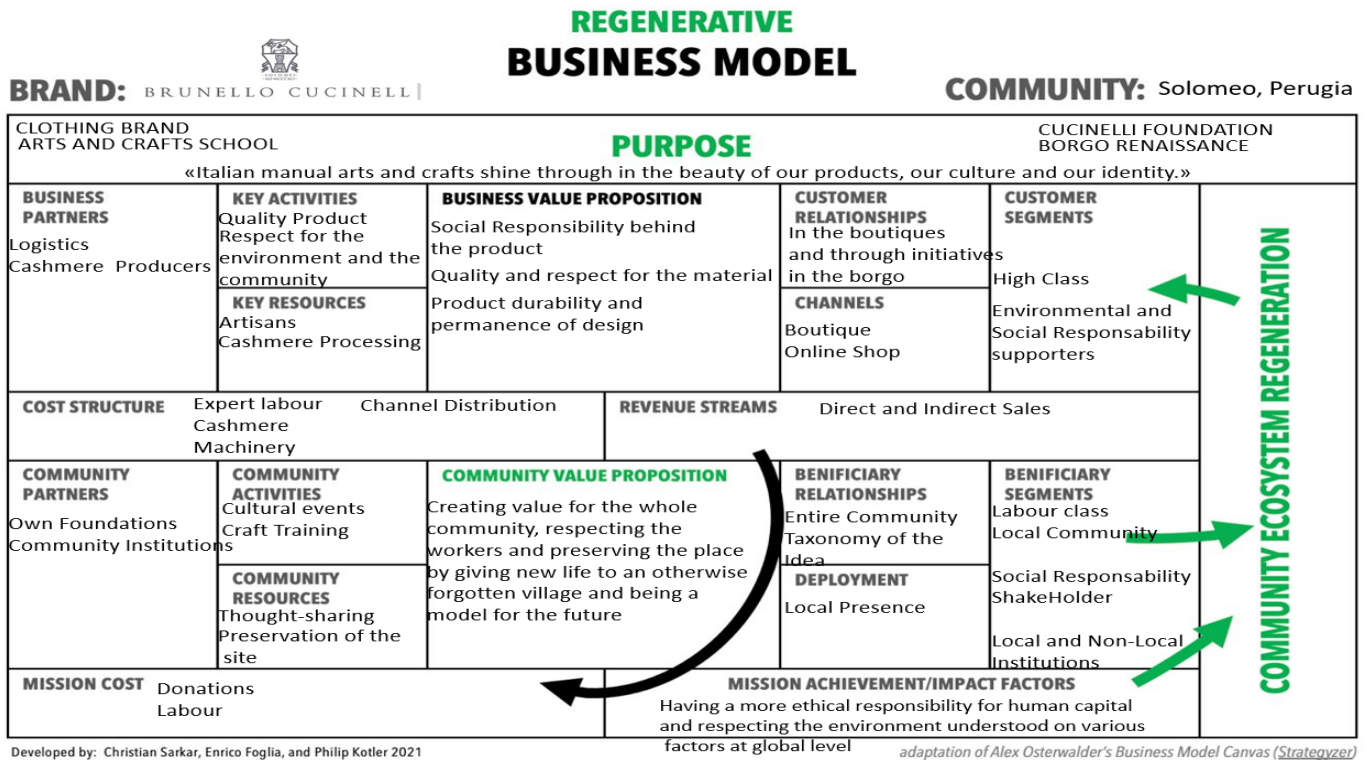 REGENERATIVE
BUSINESS MODEL
BRAND: BRUNELLO CUCINELL
COMMUNITY: Solomeo, Perugia
CLOTHING BRAND
ARTS AND CRAFTS SCHOOL
PURPOSE
CUCINELLI FOUNDATION
BORGO RENAISSANCE
«Italian manual arts and crafts shine through in the beauty of our products, our culture and our identity.»
BUSINESS
PARTNERS
Logistics
Cashmere Producers
KEY ACTIVITIES
Quality Product
Respect for the
environment and the
community
KEY RESOURCES
Artisans
Cashmere Processing
BUSINESS VALUE PROPOSITION
Social Responsibility behind
the product
Quality and respect for the material
Product durability and
permanence of design
CUSTOMER
RELATIONSHIPS
In the boutiques
and through initiatives
in the borgo
CHANNELS
Boutique
Online Shop
CUSTOMER
SEGMENTS
High Class
Environmental and
Social Responsability
supporters
COST STRUCTURE
Expert labour
Cashmere
Machinery
Channel Distribution
REVENUE STREAMS
Direct and Indirect Sales
COMMUNITY
PARTNERS
Own Foundations
Community Institutions
COMMUNITY
ACTIVITIES
Cultural events
Craft Training
COMMUNITY
RESOURCES
Thought-sharing
Preservation of the
site
COMMUNITY VALUE PROPOSITION
Creating value for the whole
community, respecting the
workers and preserving the place
by giving new life to an otherwise
forgotten village and being a
model for the future
BENIFICIARY
RELATIONSHIPS
Entire Community
Taxonomy of the
Idea
DEPLOYMENT
Local Presence
BENIFICIARY
SEGMENTS
Labour class
Local Community
Social Responsability
ShakeHolder
Local and Non-Local
Institutions
COMMUNITY ECOSYSTEM REGENERATION
MISSION COST
Donations
Labour
MISSION ACHIEVEMENT/IMPACT FACTORS
Having a more ethical responsibility for human capital
and respecting the environment understood on various
factors at global level
Developed by: Christian Sarkar, Enrico Foglia, and Philip Kotler 2021
adaptation of Alex Osterwalder's Business Model Canvas (Strategyzer)